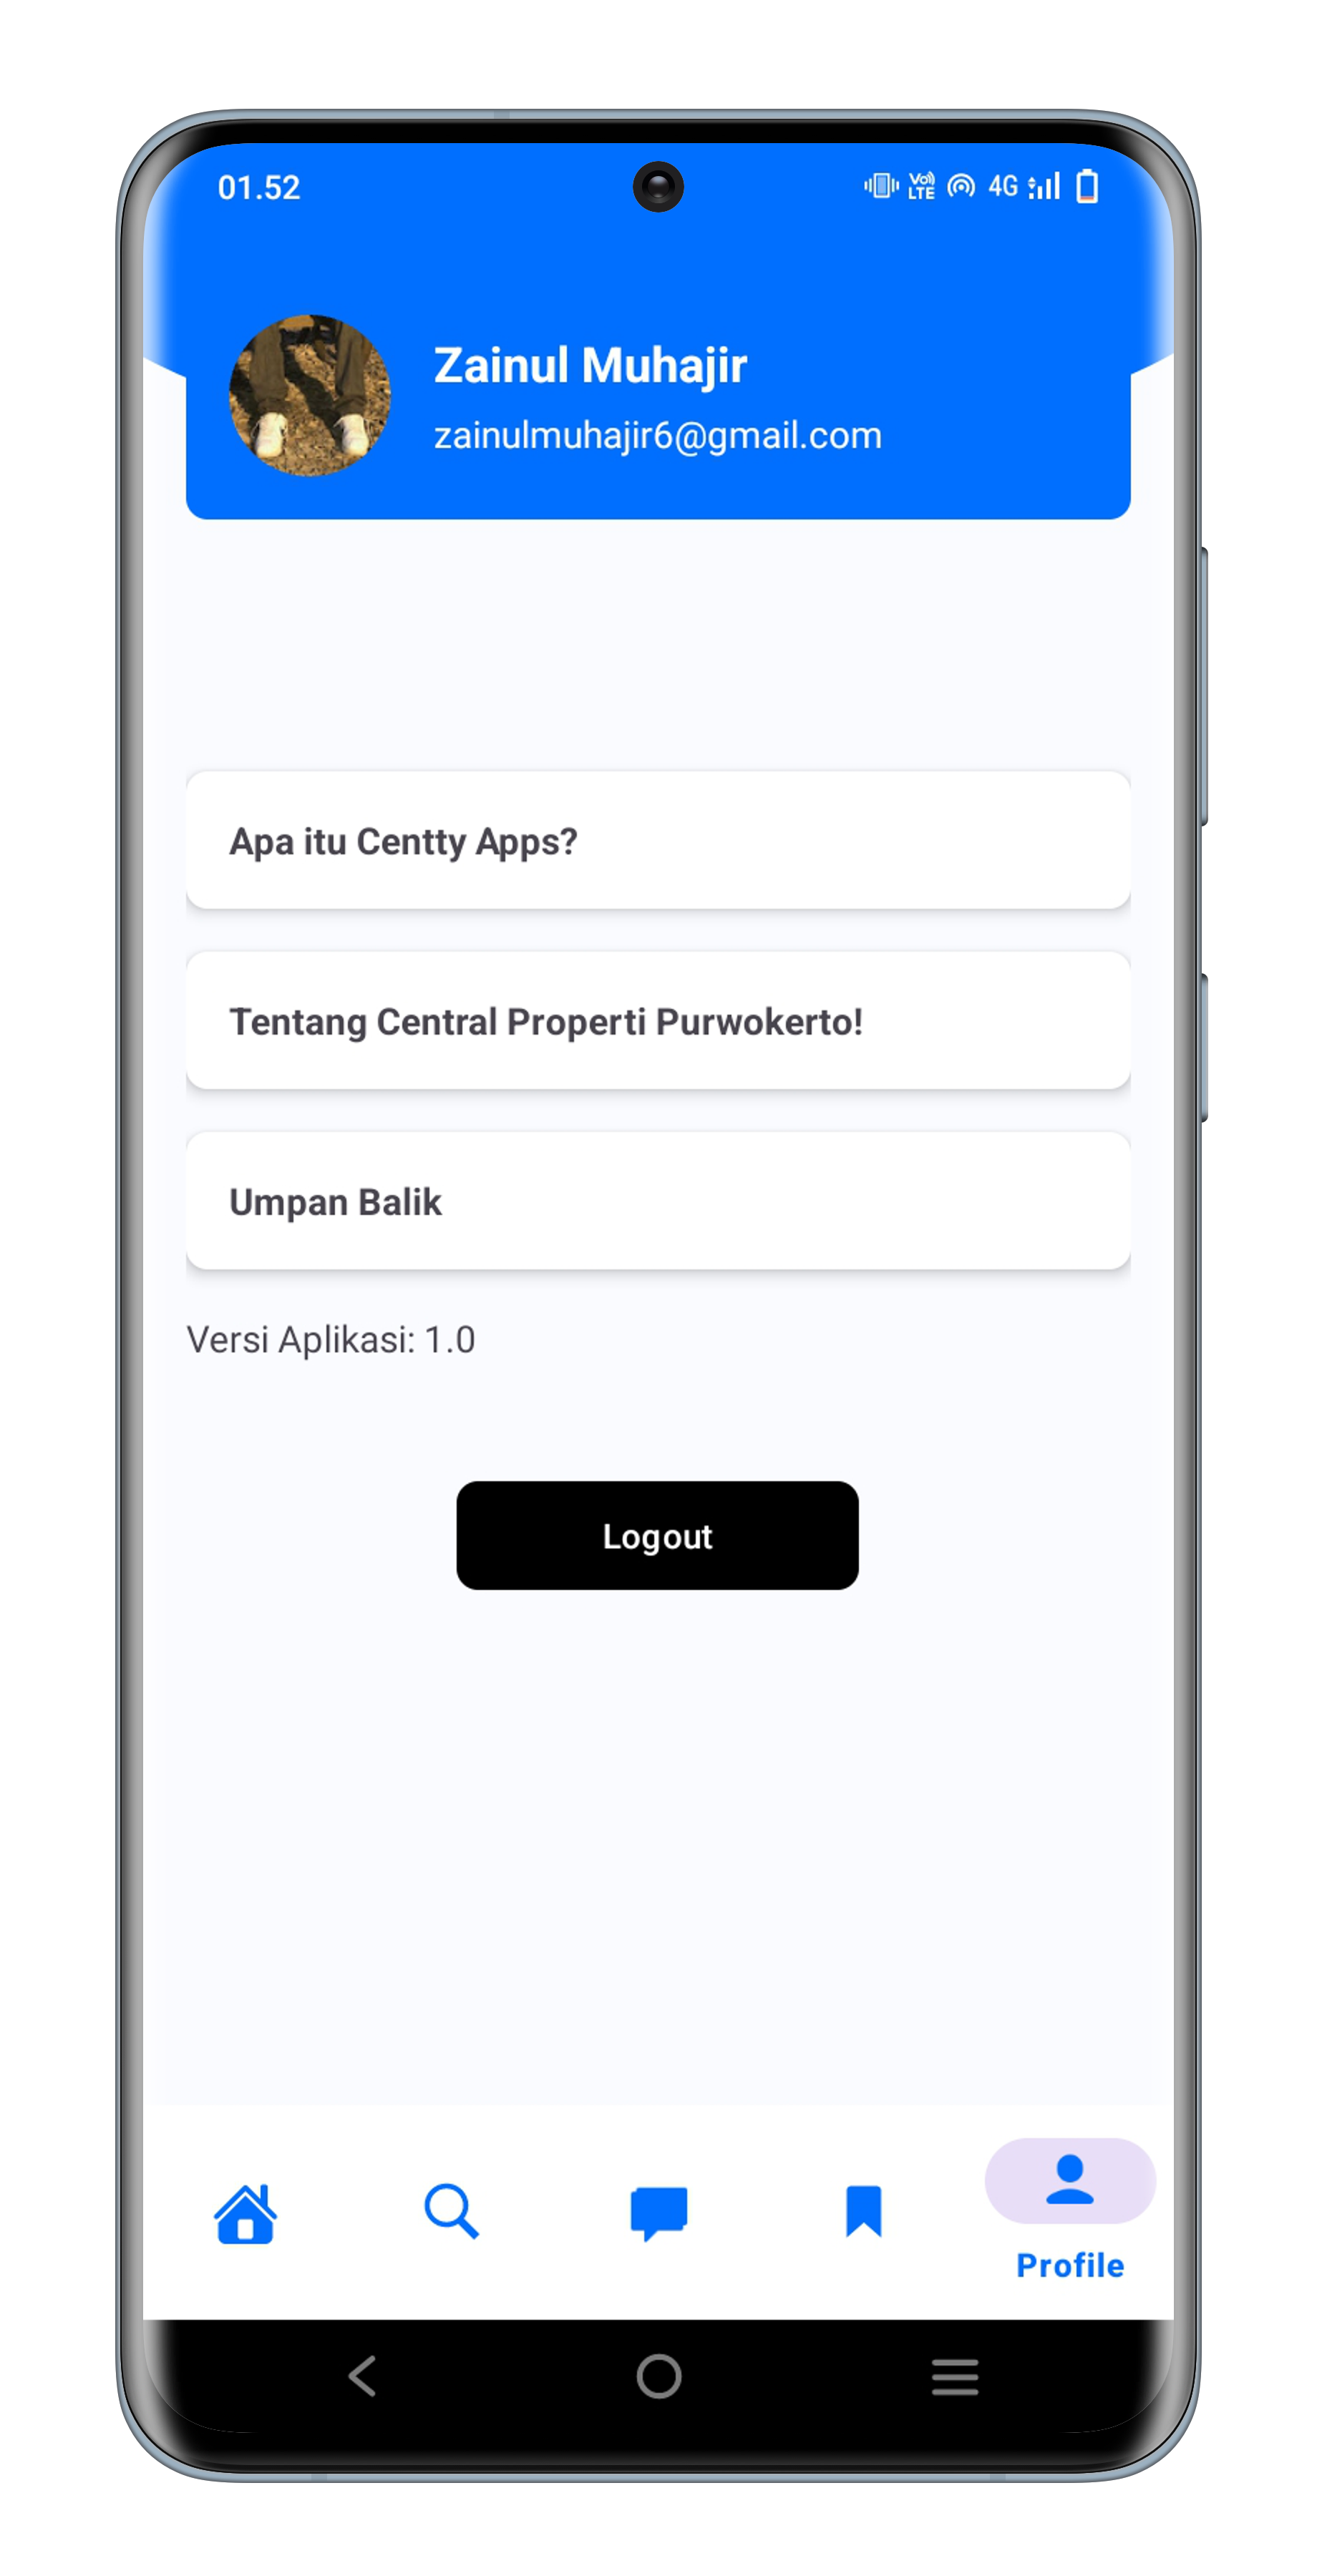 01.52
Vo) LTE 4G
Zainul Muhajir
zainulmuhajir6@gmail.com
Apa itu Centty Apps?
Tentang Central Properti Purwokerto!
Umpan Balik
Versi Aplikasi: 1.0
Logout
Profile